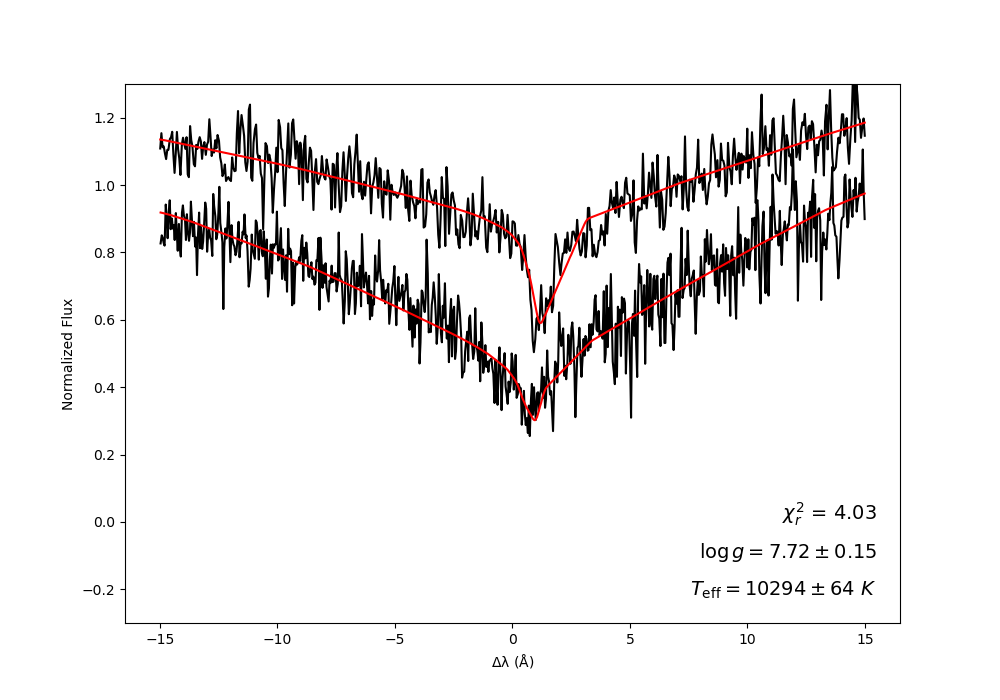 1.2
1.0
0.8
0.6
0.4
0.2
0.0
−0.2
Normalized Flux
χ²ᵣ = 4.03
log g = 7.72 ± 0.15
T_eff = 10294 ± 64 K
−15 −10 −5 0 5 10 15
Δλ (Å)